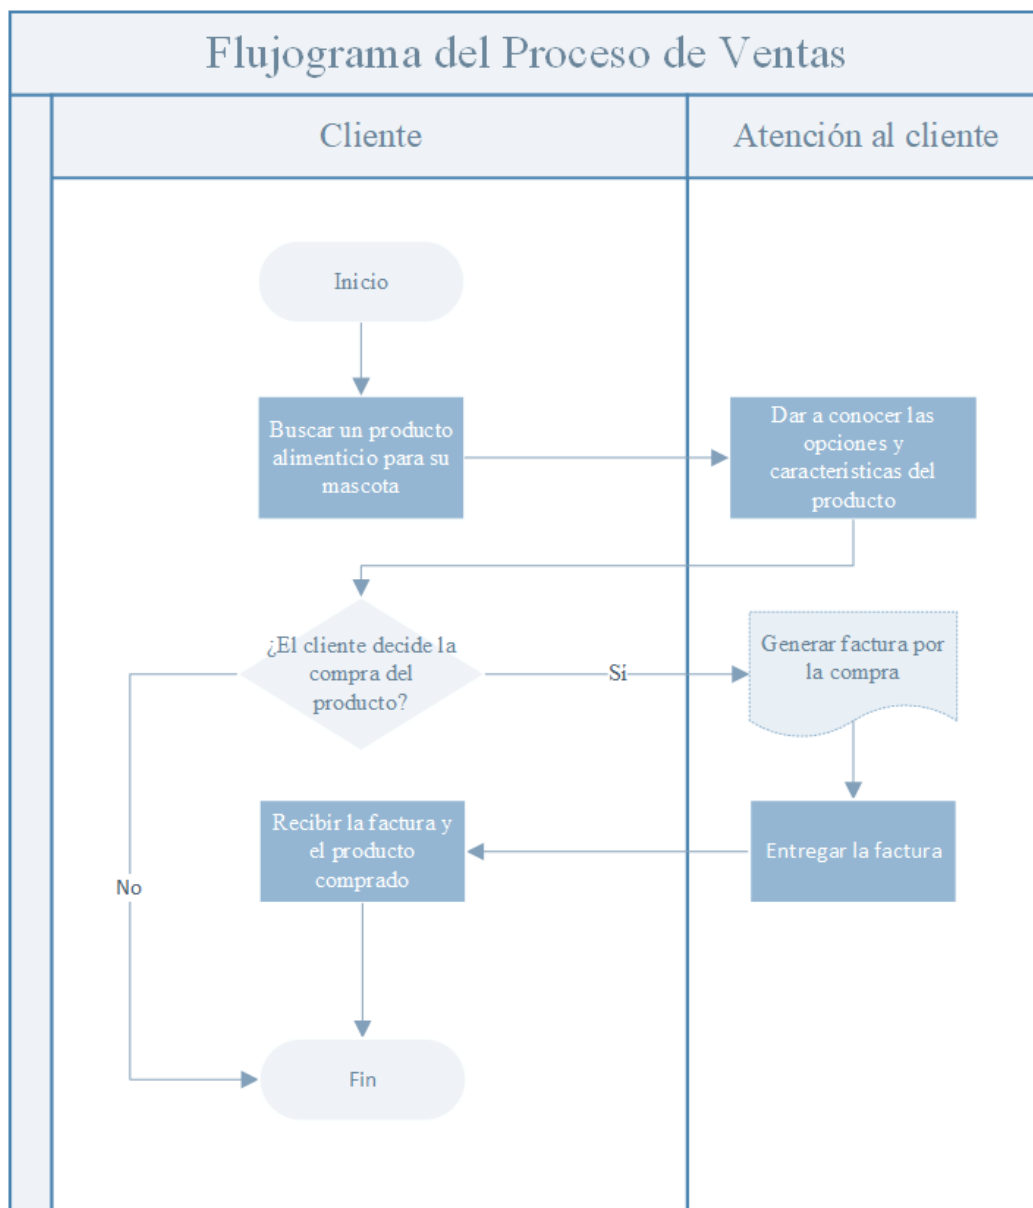 Flujograma del Proceso de Ventas
Cliente
Atención al cliente
Inicio
Buscar un producto
alimenticio para su
mascota
Dar a conocer las
opciones y
características del
producto
¿El cliente decide la
compra del
producto?
Sí
Generar factura por
la compra
Recibir la factura y
el producto
comprado
Entregar la factura
No
Fin